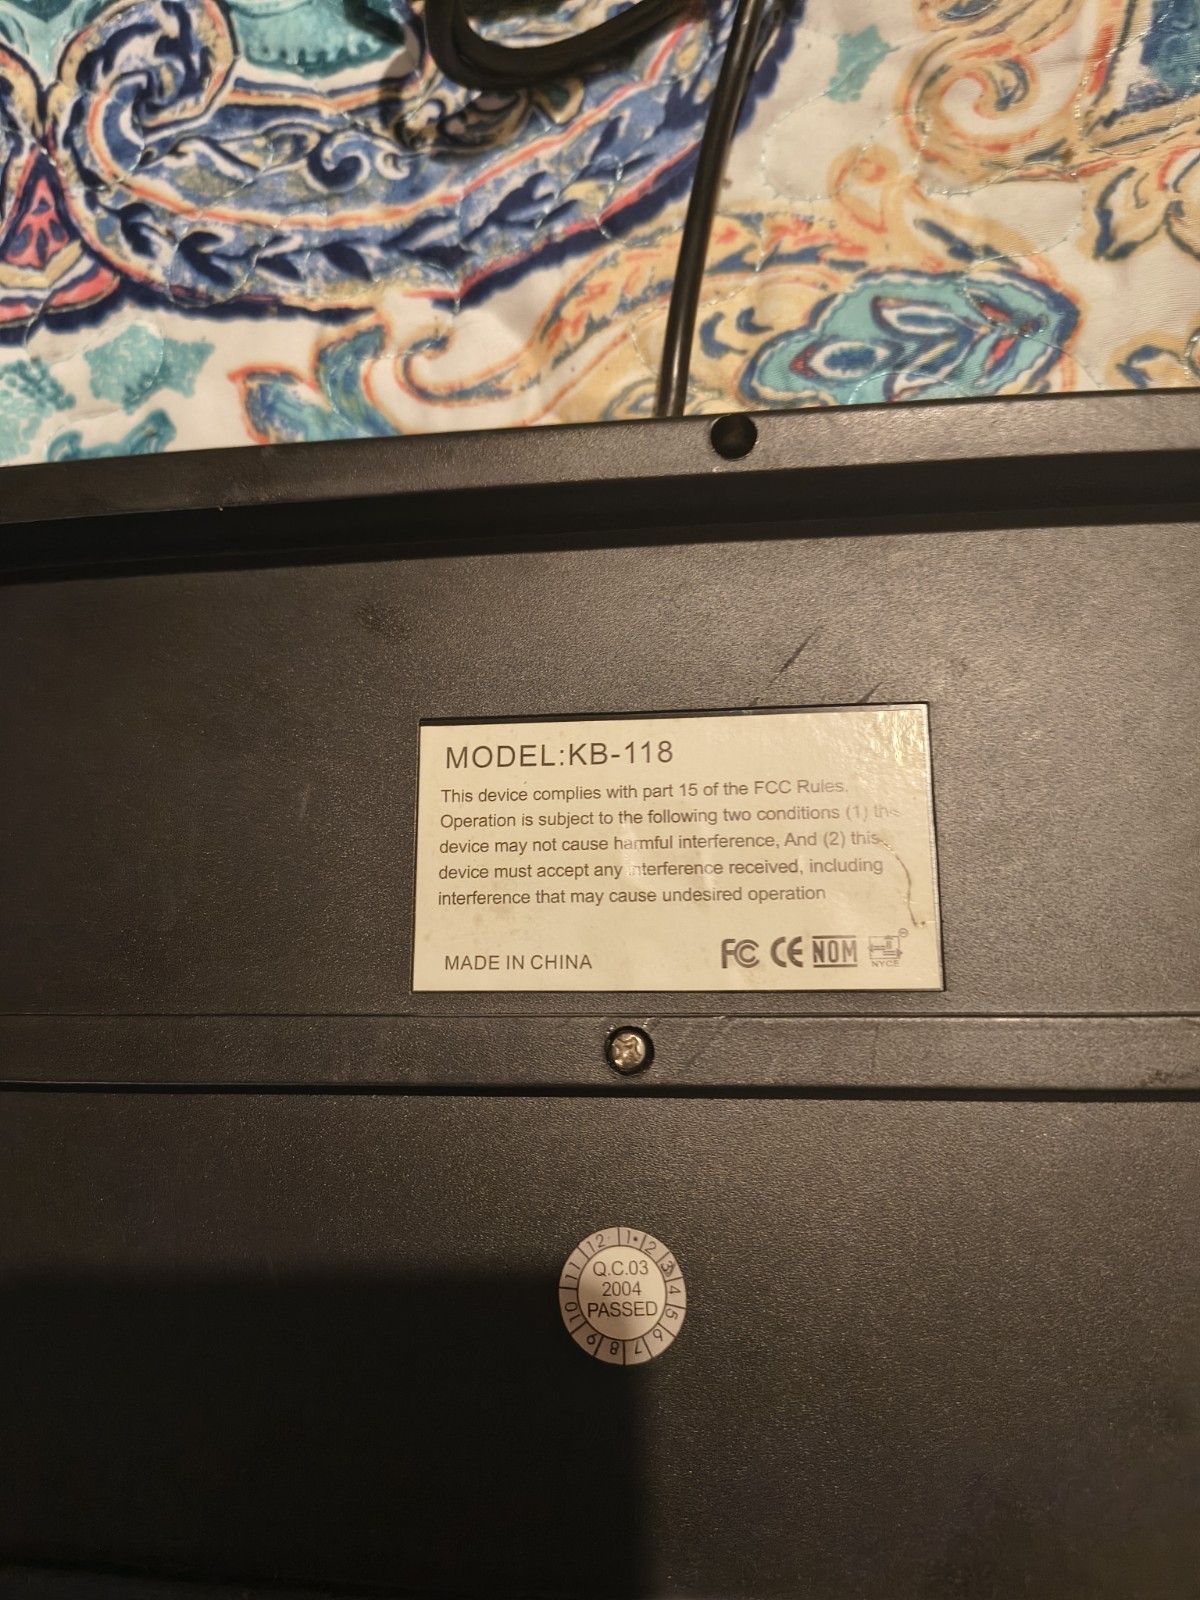 MODEL:KB-118
This device complies with part 15 of the FCC Rules.
Operation is subject to the following two conditions (1) the
device may not cause harmful interference, And (2) this
device must accept any interference received, including
interference that may cause undesired operation
MADE IN CHINA
FC CE NOM NYCE
12 1 2 3 4 5 6 7 8 9 10 11
Q.C.03
2004
PASSED